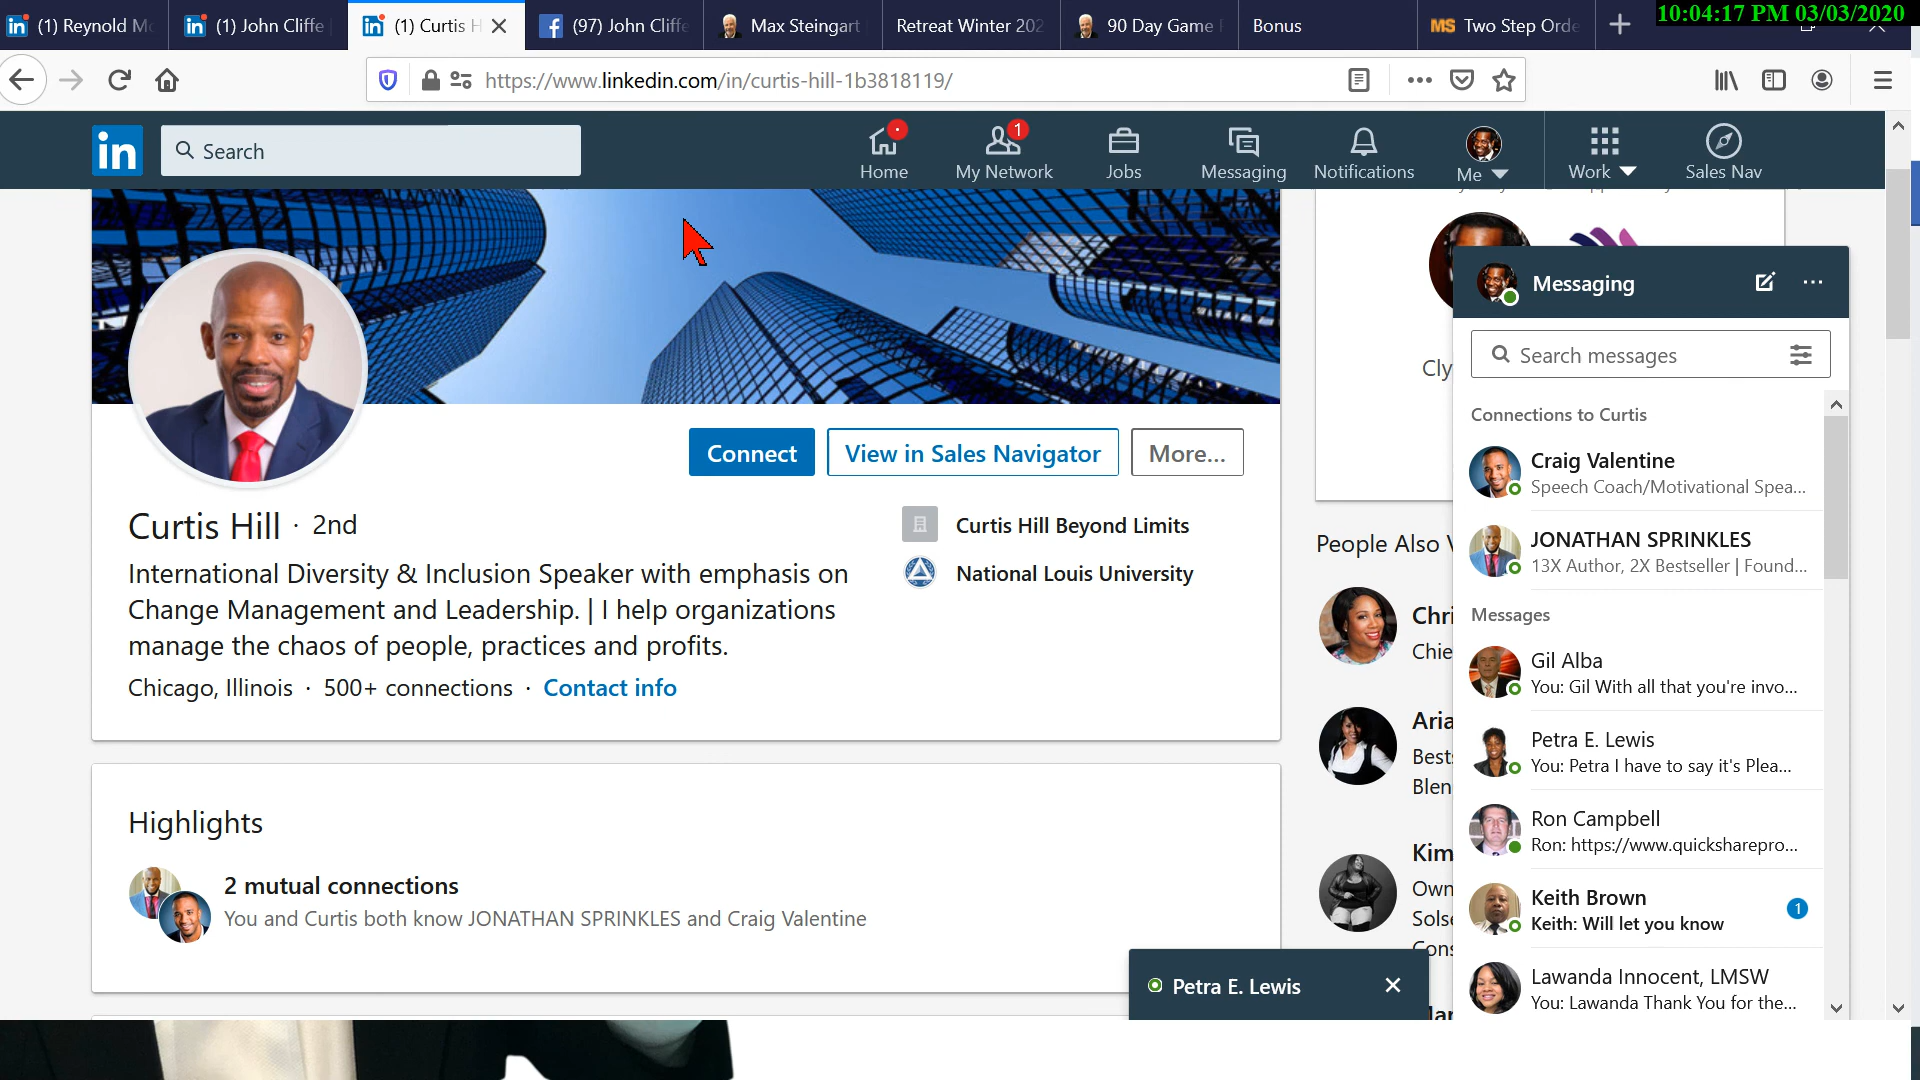 10:04:17 PM 03/03/2020
(1) Reynold Mc
(1) John Cliffe
(1) Curtis H
(97) John Cliffe
Max Steingart
Retreat Winter 202
90 Day Game
Bonus
MS Two Step Orde
https://www.linkedin.com/in/curtis-hill-1b3818119/
in
Search
Home
My Network
1
Jobs
Messaging
Notifications
Me
Work
Sales Nav
Connect
View in Sales Navigator
More...
Curtis Hill · 2nd
International Diversity & Inclusion Speaker with emphasis on
Change Management and Leadership. | I help organizations
manage the chaos of people, practices and profits.
Chicago, Illinois · 500+ connections · Contact info
Curtis Hill Beyond Limits
National Louis University
Highlights
2 mutual connections
You and Curtis both know JONATHAN SPRINKLES and Craig Valentine
Cly
People Also V
Chri
Chie
Aria
Best
Blen
Kim
Own
Sols
Cons
Mar
Messaging
Search messages
Connections to Curtis
Craig Valentine
Speech Coach/Motivational Spea...
JONATHAN SPRINKLES
13X Author, 2X Bestseller | Found...
Messages
Gil Alba
You: Gil With all that you're invo...
Petra E. Lewis
You: Petra I have to say it's Plea...
Ron Campbell
Ron: https://www.quicksharepro...
Keith Brown
Keith: Will let you know
1
Lawanda Innocent, LMSW
You: Lawanda Thank You for the...
Petra E. Lewis